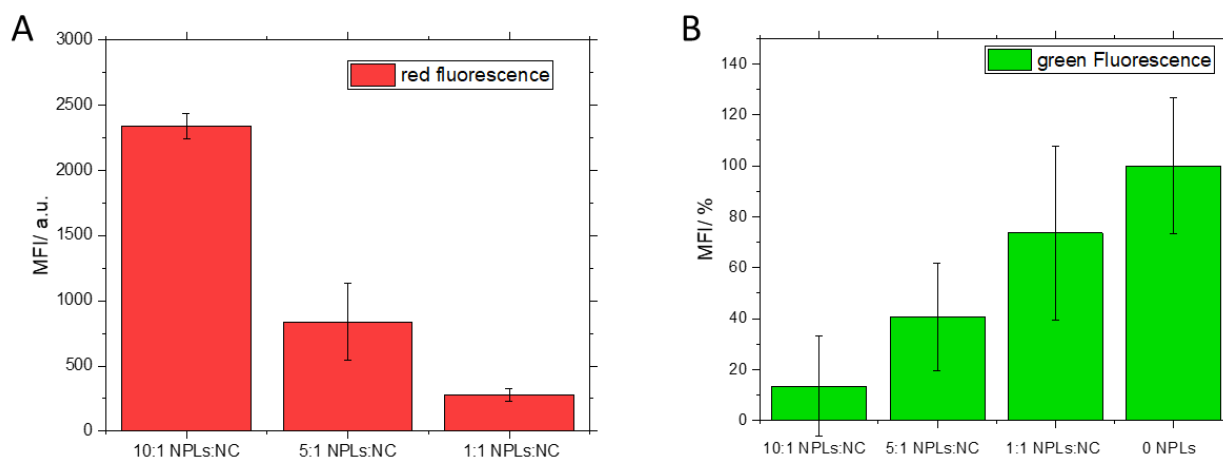 A
3000
2500
2000
1500
1000
500
0
MFI/ a.u.
red fluorescence
10:1 NPLs:NC 5:1 NPLs:NC 1:1 NPLs:NC
B
140
120
100
80
60
40
20
0
MFI/ %
green Fluorescence
10:1 NPLs:NC 5:1 NPLs:NC 1:1 NPLs:NC 0 NPLs